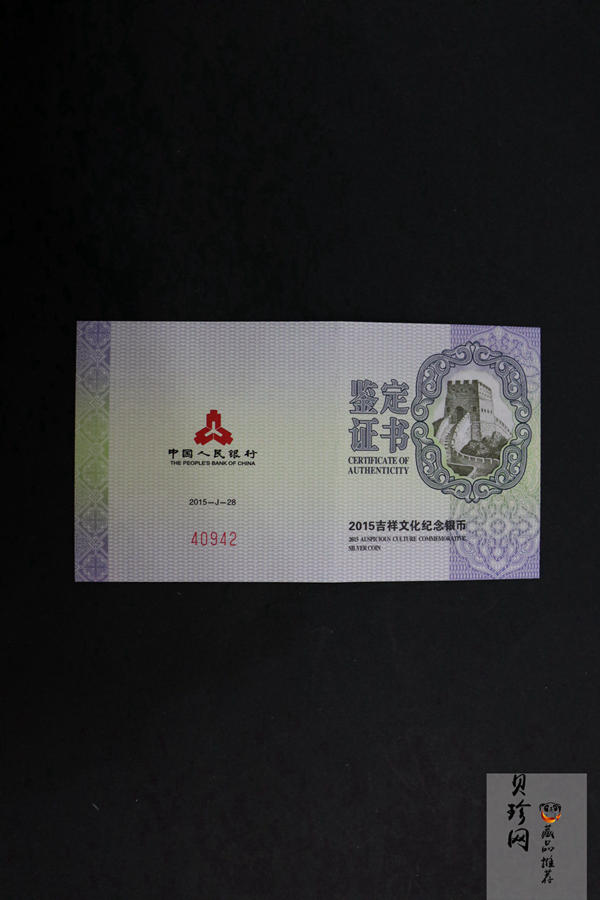 中国人民银行
THE PEOPLE'S BANK OF CHINA
2015—J—28
40942
鉴定
证书
CERTIFICATE OF
AUTHENTICITY
2015吉祥文化纪念银币
2015 AUSPICIOUS CULTURE COMMEMORATIVE
SILVER COIN
贝珍网
藏品推荐